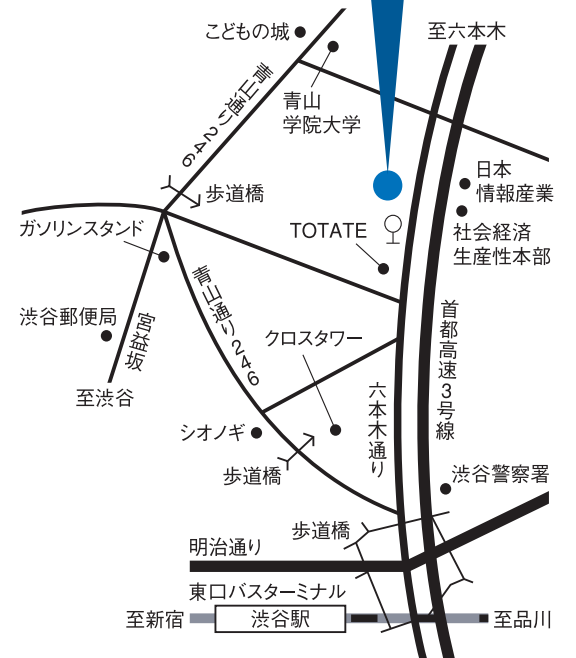 こどもの城
至六本木
青山通り246
青山
学院大学
歩道橋
日本
情報産業
ガソリンスタンド
TOTATE
社会経済
生産性本部
青山通り246
渋谷郵便局
宮益坂
クロスタワー
首都高速3号線
至渋谷
六本木通り
シオノギ
歩道橋
渋谷警察署
歩道橋
明治通り
東口バスターミナル
至新宿
渋谷駅
至品川